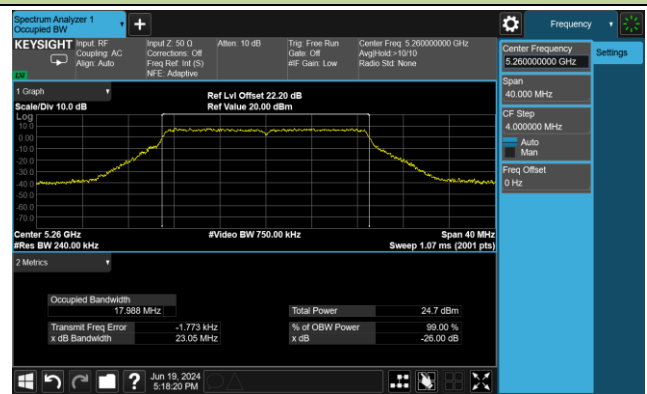 Spectrum Analyzer 1
Occupied BW
Frequency
KEYSIGHT
Input: RF
Coupling: AC
Align: Auto
Input Z: 50 Ω
Corrections: Off
Freq Ref: Int (S)
NFE: Adaptive
Atten: 10 dB
Trig: Free Run
Gate: Off
#IF Gain: Low
Center Freq: 5.260000000 GHz
Avg|Hold:>10/10
Radio Std: None
LW
Center Frequency
5.260000000 GHz
Settings
Span
40.000 MHz
CF Step
4.000000 MHz
Auto
Man
Freq Offset
0 Hz
1 Graph
Scale/Div 10.0 dB
Ref Lvl Offset 22.20 dB
Ref Value 20.00 dBm
Log
10.0
0.00
-10.0
-20.0
-30.0
-40.0
-50.0
-60.0
-70.0
Center 5.26 GHz
#Res BW 240.00 kHz
#Video BW 750.00 kHz
Span 40 MHz
Sweep 1.07 ms (2001 pts)
2 Metrics
Occupied Bandwidth
17.988 MHz
Total Power 24.7 dBm
Transmit Freq Error -1.773 kHz
% of OBW Power 99.00 %
x dB Bandwidth 23.05 MHz
x dB -26.00 dB
?
Jun 19, 2024
5:18:20 PM